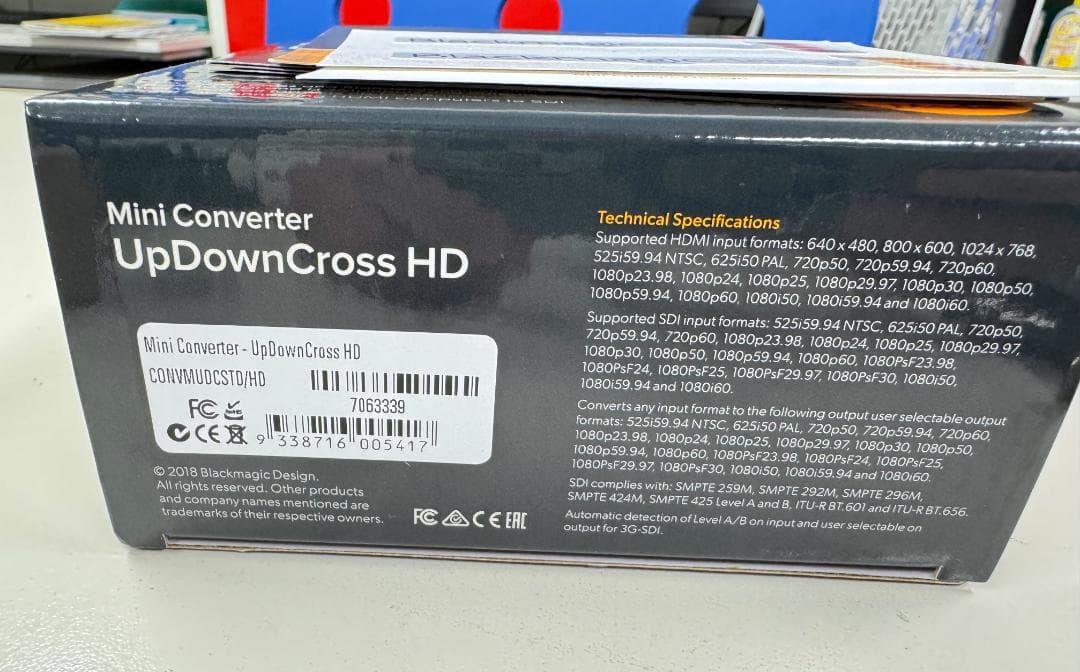 computers to SDI
Mini Converter
UpDownCross HD
Mini Converter - UpDownCross HD
CONVMUDCSTD/HD
7063339
FC
CE
9 338716 005417
© 2018 Blackmagic Design.
All rights reserved. Other products
and company names mentioned are
trademarks of their respective owners.
FC CE EAC
Technical Specifications
Supported HDMI input formats: 640 x 480, 800 x 600, 1024 x 768,
525i59.94 NTSC, 625i50 PAL, 720p50, 720p59.94, 720p60,
1080p23.98, 1080p24, 1080p25, 1080p29.97, 1080p30, 1080p50,
1080p59.94, 1080p60, 1080i50, 1080i59.94 and 1080i60.
Supported SDI input formats: 525i59.94 NTSC, 625i50 PAL, 720p50,
720p59.94, 720p60, 1080p23.98, 1080p24, 1080p25, 1080p29.97,
1080p30, 1080p50, 1080p59.94, 1080p60, 1080PsF23.98,
1080PsF24, 1080PsF25, 1080PsF29.97, 1080PsF30, 1080i50,
1080i59.94 and 1080i60.
Converts any input format to the following output user selectable output
formats: 525i59.94 NTSC, 625i50 PAL, 720p50, 720p59.94, 720p60,
1080p23.98, 1080p24, 1080p25, 1080p29.97, 1080p30, 1080p50,
1080p59.94, 1080p60, 1080PsF23.98, 1080PsF24, 1080PsF25,
1080PsF29.97, 1080PsF30, 1080i50, 1080i59.94 and 1080i60.
SDI complies with: SMPTE 259M, SMPTE 292M, SMPTE 296M,
SMPTE 424M, SMPTE 425 Level A and B, ITU-R BT.601 and ITU-R BT.656.
Automatic detection of Level A/B on input and user selectable on
output for 3G-SDI.